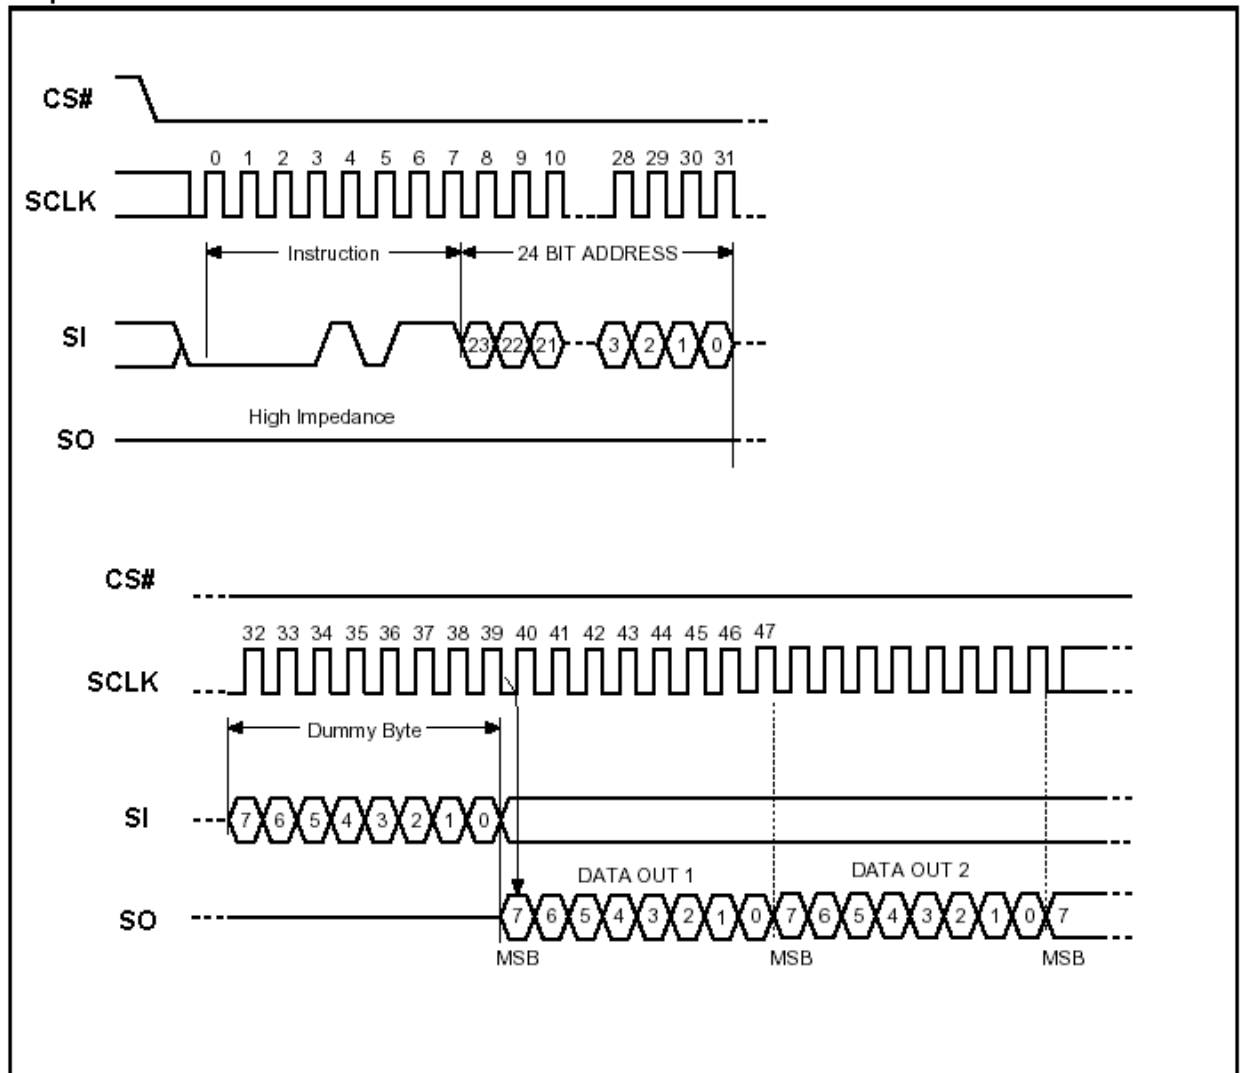 CS#
0 1 2 3 4 5 6 7 8 9 10 28 29 30 31
SCLK
Instruction 24 BIT ADDRESS
SI 23 22 21 3 2 1 0
High Impedance
SO
CS#
32 33 34 35 36 37 38 39 40 41 42 43 44 45 46 47
SCLK
Dummy Byte
SI 7 6 5 4 3 2 1 0
DATA OUT 1 DATA OUT 2
SO 7 6 5 4 3 2 1 0 7 6 5 4 3 2 1 0 7
MSB MSB MSB